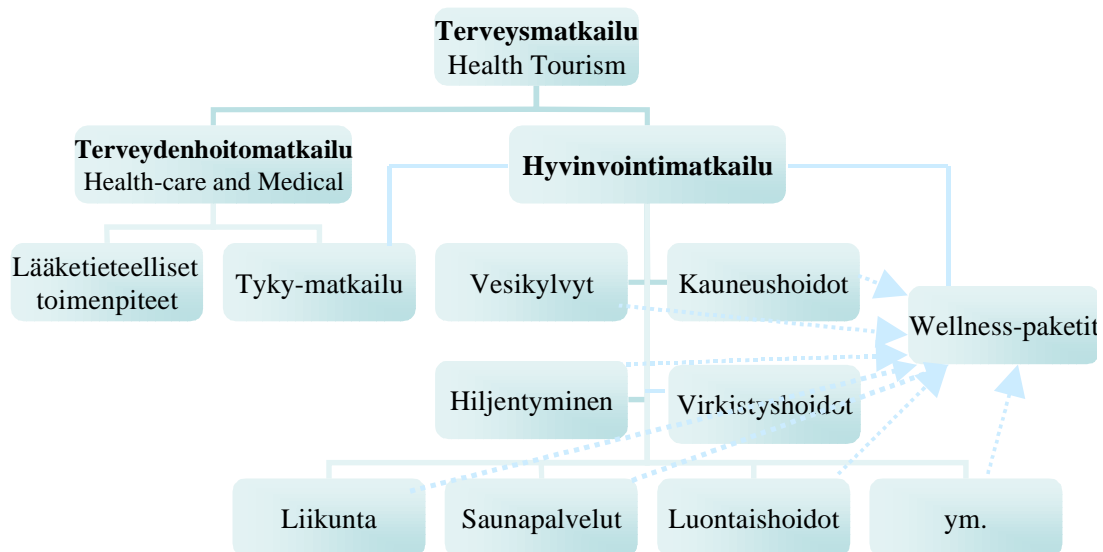 Terveysmatkailu
Health Tourism
Terveydenhoitomatkailu
Health-care and Medical
Hyvinvointimatkailu
Lääketieteelliset
toimenpiteet
Tyky-matkailu
Vesikylvyt
Kauneushoidot
Wellness-paketit
Hiljentyminen
Virkistyshoidot
Liikunta
Saunapalvelut
Luontaishoidot
ym.